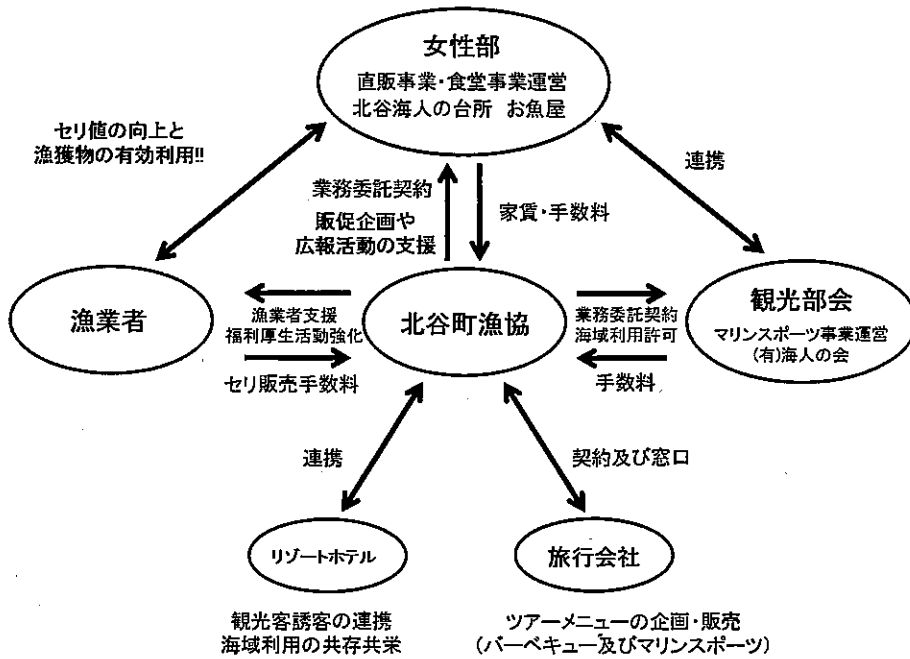 女性部
直販事業・食堂事業運営
北谷海人の台所 お魚屋
セリ値の向上と
漁獲物の有効利用!!
連携
業務委託契約
販促企画や
広報活動の支援
家賃・手数料
漁業者
漁業者支援
福利厚生活動強化
セリ販売手数料
北谷町漁協
業務委託契約
海域利用許可
手数料
観光部会
マリンスポーツ事業運営
(有)海人の会
連携
契約及び窓口
リゾートホテル
旅行会社
観光客誘客の連携
海域利用の共存共栄
ツアーメニューの企画・販売
(バーベキュー及びマリンスポーツ)